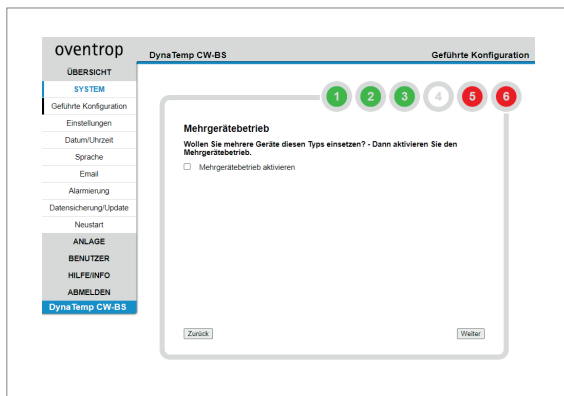 oventrop
DynaTemp CW-BS
Geführte Konfiguration
ÜBERSICHT
SYSTEM
Geführte Konfiguration
Einstellungen
Datum/Uhrzeit
Sprache
Email
Alarmierung
Datensicherung/Update
Neustart
ANLAGE
BENUTZER
HILFE/INFO
ABMELDEN
DynaTemp CW-BS
1 2 3 4 5 6
Mehrgerätebetrieb
Wollen Sie mehrere Geräte diesen Typs einsetzen? - Dann aktivieren Sie den
Mehrgerätebetrieb.
Mehrgerätebetrieb aktivieren
Zurück
Weiter